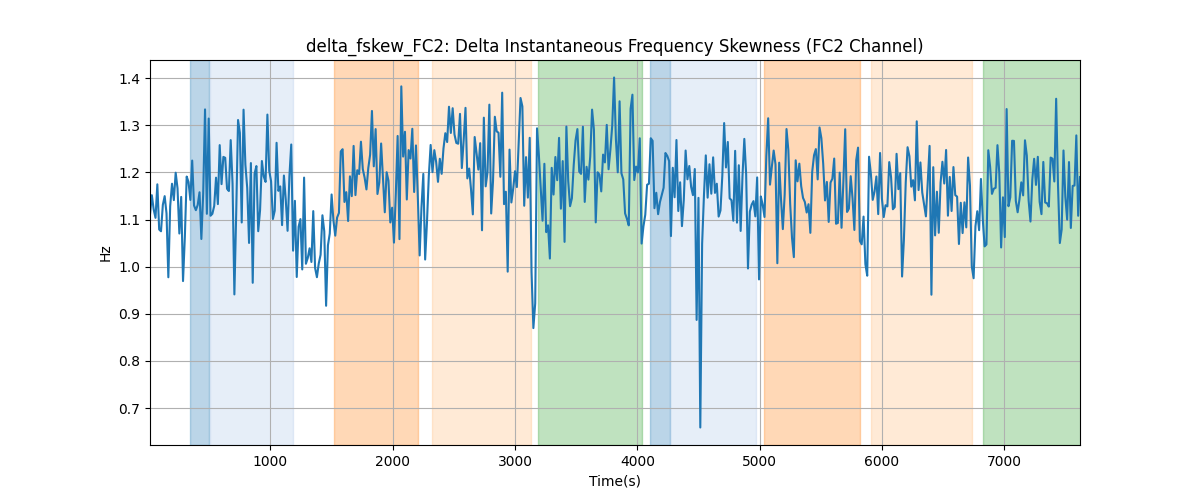 delta_fskew_FC2: Delta Instantaneous Frequency Skewness (FC2 Channel)
1.4
1.3
1.2
1.1
1.0
0.9
0.8
0.7
Hz
1000 2000 3000 4000 5000 6000 7000
Time(s)